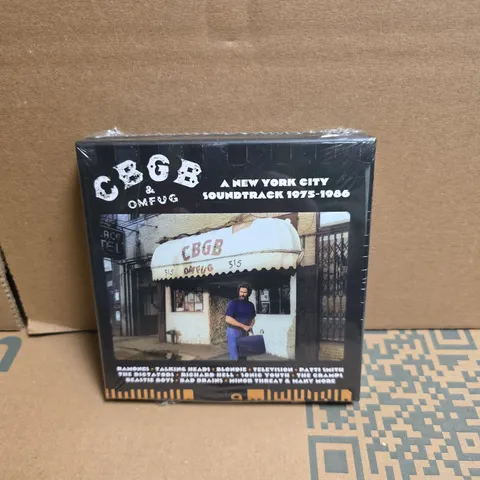 CBGB
& 
OMFUG
A NEW YORK CITY
SOUNDTRACK 1975-1986
CBGB
315 OMFUG 315
RAMONES • TALKING HEADS • BLONDIE • TELEVISION • PATTI SMITH
THE DICTATORS • RICHARD HELL • SONIC YOUTH • THE CRAMPS
BEASTIE BOYS • BAD BRAINS • MINOR THREAT & MANY MORE